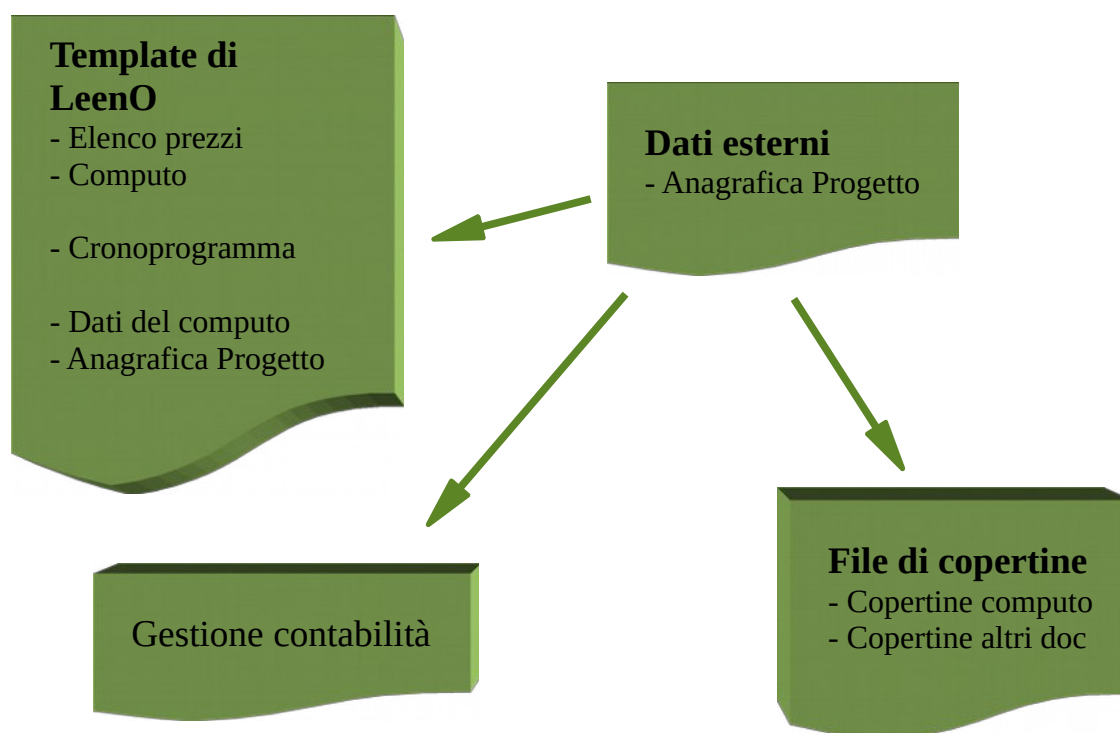 Template di
LeenO
- Elenco prezzi
- Computo
- Cronoprogramma
- Dati del computo
- Anagrafica Progetto
Dati esterni
- Anagrafica Progetto
Gestione contabilità
File di copertine
- Copertine computo
- Copertine altri doc